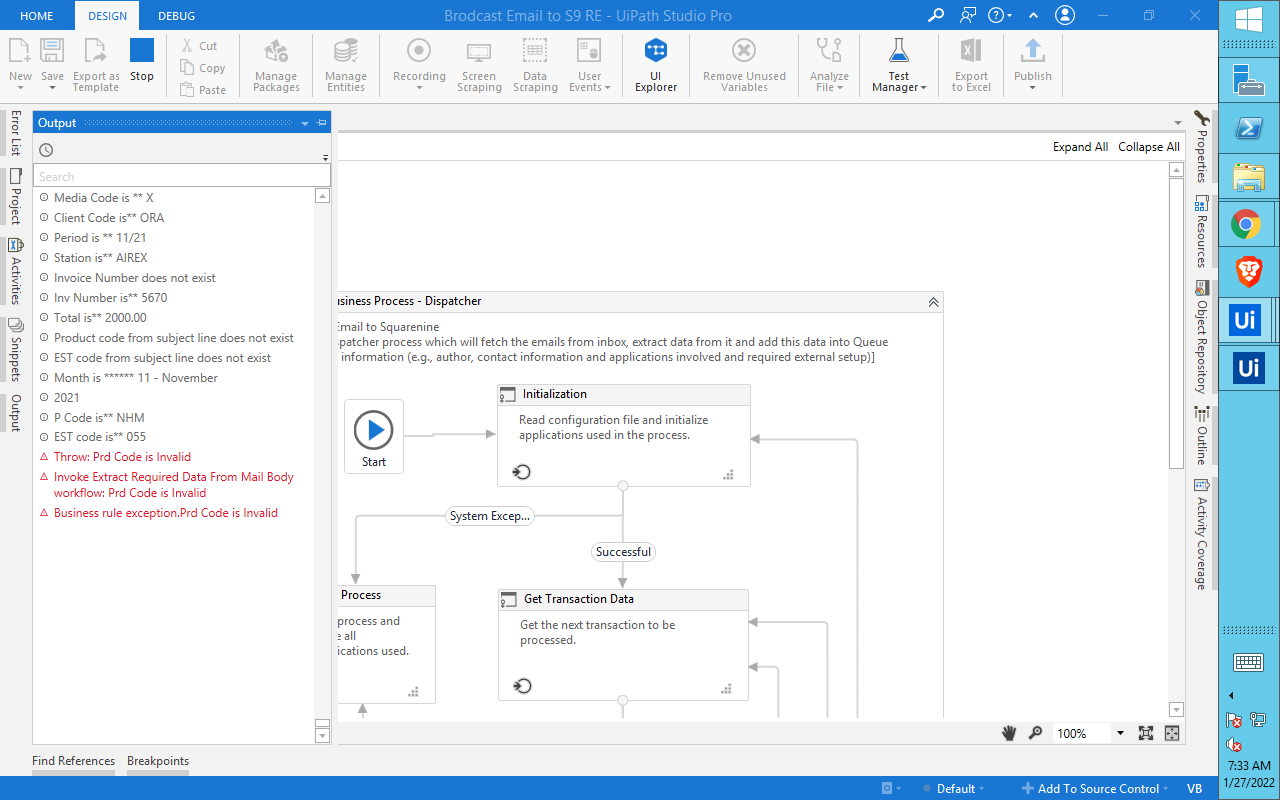 HOME DESIGN DEBUG Brodcast Email to S9 RE - UiPath Studio Pro
New Save Export as Template Stop
Cut
Copy
Paste
Manage Packages
Manage Entities
Recording
Screen Scraping
Data Scraping
User Events
UI Explorer
Remove Unused Variables
Analyze File
Test Manager
Export to Excel
Publish
Error List
Project
Activities
Snippets
Output
Output
Search
Media Code is ** X
Client Code is** ORA
Period is ** 11/21
Station is** AIREX
Invoice Number does not exist
Inv Number is** 5670
Total is** 2000.00
Product code from subject line does not exist
EST code from subject line does not exist
Month is ****** 11 - November
2021
P Code is** NHM
EST code is** 055
Throw: Prd Code is Invalid
Invoke Extract Required Data From Mail Body
workflow: Prd Code is Invalid
Business rule exception.Prd Code is Invalid
Expand All Collapse All
usiness Process - Dispatcher
Email to Squarenine
patcher process which will fetch the emails from inbox, extract data from it and add this data into Queue
information (e.g., author, contact information and applications involved and required external setup)]
Start
Initialization
Read configuration file and initialize
applications used in the process.
System Excep...
Successful
Process
process and
e all
ications used.
Get Transaction Data
Get the next transaction to be
processed.
100%
Properties
Resources
Object Repository
Outline
Activity Coverage
Find References Breakpoints
Default Add To Source Control VB
Ui
Ui
7:33 AM
1/27/2022